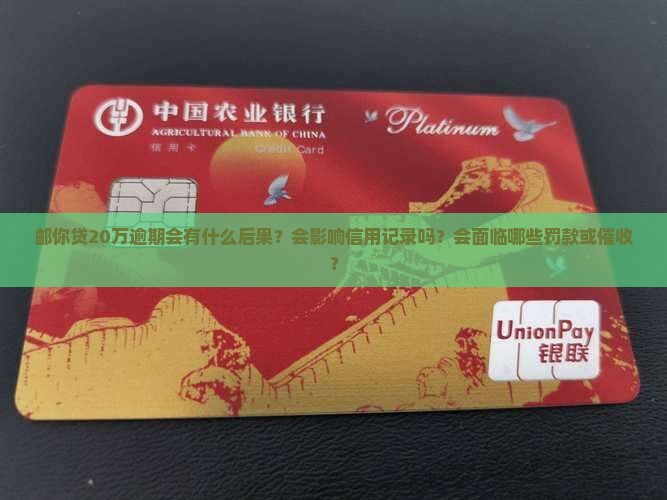 中国农业银行
AGRICULTURAL BANK OF CHINA
信用卡
Credit Card
Platinum
邮你贷20万逾期会有什么后果？会影响信用记录吗？会面临哪些罚款或催收
？
UnionPay
银联